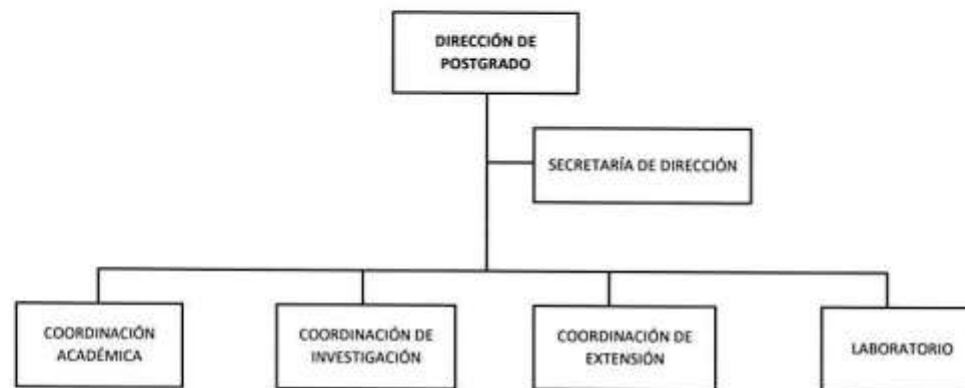 DIRECCIÓN DE
POSTGRADO
SECRETARÍA DE DIRECCIÓN
COORDINACIÓN
ACADÉMICA
COORDINACIÓN DE
INVESTIGACIÓN
COORDINACIÓN DE
EXTENSIÓN
LABORATORIO